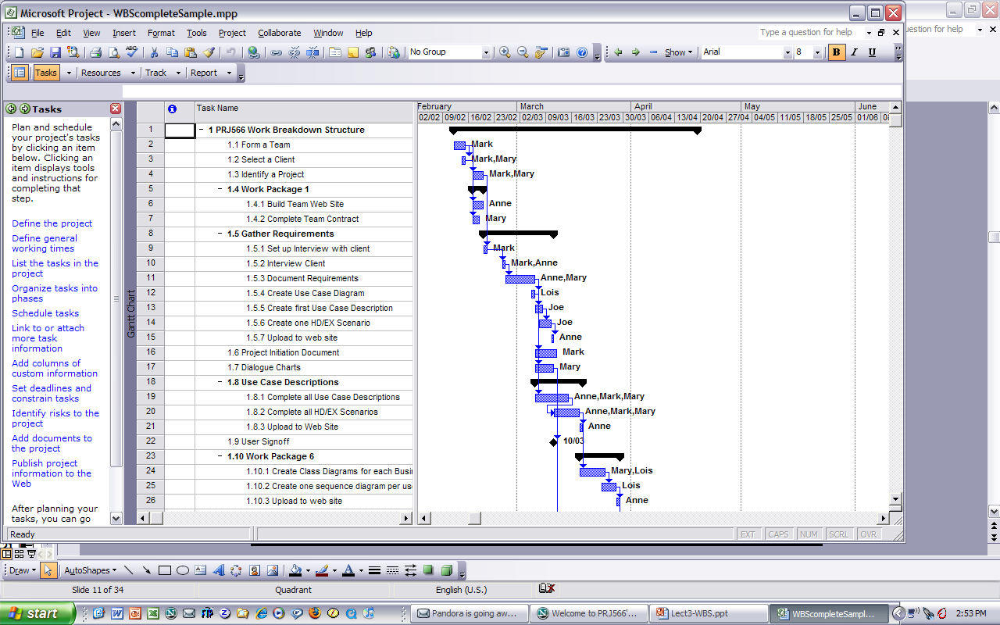 Microsoft Project - WBScompleteSample.mpp
File Edit View Insert Format Tools Project Collaborate Window Help
Type a question for help
uestion for help
No Group
Show
Arial
8
B I U
Tasks Resources Track Report
Tasks
Plan and schedule
your project's tasks
by clicking an item
below. Clicking an
item displays tools
and instructions for
completing that
step.
Define the project
Define general
working times
List the tasks in the
project
Organize tasks into
phases
Schedule tasks
Link to or attach
more task
information
Add columns of
custom information
Set deadlines and
constrain tasks
Identify risks to the
project
Add documents to
the project
Publish project
information to the
Web
After planning your
tasks, you can go
Gantt Chart
Task Name
February March April May June
02/02 09/02 16/02 23/02 02/03 09/03 16/03 23/03 30/03 06/04 13/04 20/04 27/04 04/05 11/05 18/05 25/05 01/06 08
1 1 PRJ566 Work Breakdown Structure
2 1.1 Form a Team Mark
3 1.2 Select a Client Mark,Mary
4 1.3 Identify a Project Mark,Mary
5 1.4 Work Package 1
6 1.4.1 Build Team Web Site Anne
7 1.4.2 Complete Team Contract Mary
8 1.5 Gather Requirements
9 1.5.1 Set up Interview with client Mark
10 1.5.2 Interview Client Mark,Anne
11 1.5.3 Document Requirements Anne,Mary
12 1.5.4 Create Use Case Diagram Lois
13 1.5.5 Create first Use Case Description Joe
14 1.5.6 Create one HD/EX Scenario Joe
15 1.5.7 Upload to web site Anne
16 1.6 Project Initiation Document Mark
17 1.7 Dialogue Charts Mary
18 1.8 Use Case Descriptions
19 1.8.1 Complete all Use Case Descriptions Anne,Mark,Mary
20 1.8.2 Complete all HD/EX Scenarios Anne,Mark,Mary
21 1.8.3 Upload to Web Site Anne
22 1.9 User Signoff 10/03
23 1.10 Work Package 6
24 1.10.1 Create Class Diagrams for each Busi Mary,Lois
25 1.10.2 Create one sequence diagram per use Lois
26 1.10.3 Upload to web site Anne
Ready
EXT CAPS NUM SCRL OVR
Draw AutoShapes
Slide 11 of 34 Quadrant English (U.S.)
start
Pandora is going aw...
Welcome to PRJ566'...
Lect3-WBS.ppt
WBScompleteSampl...
2:53 PM